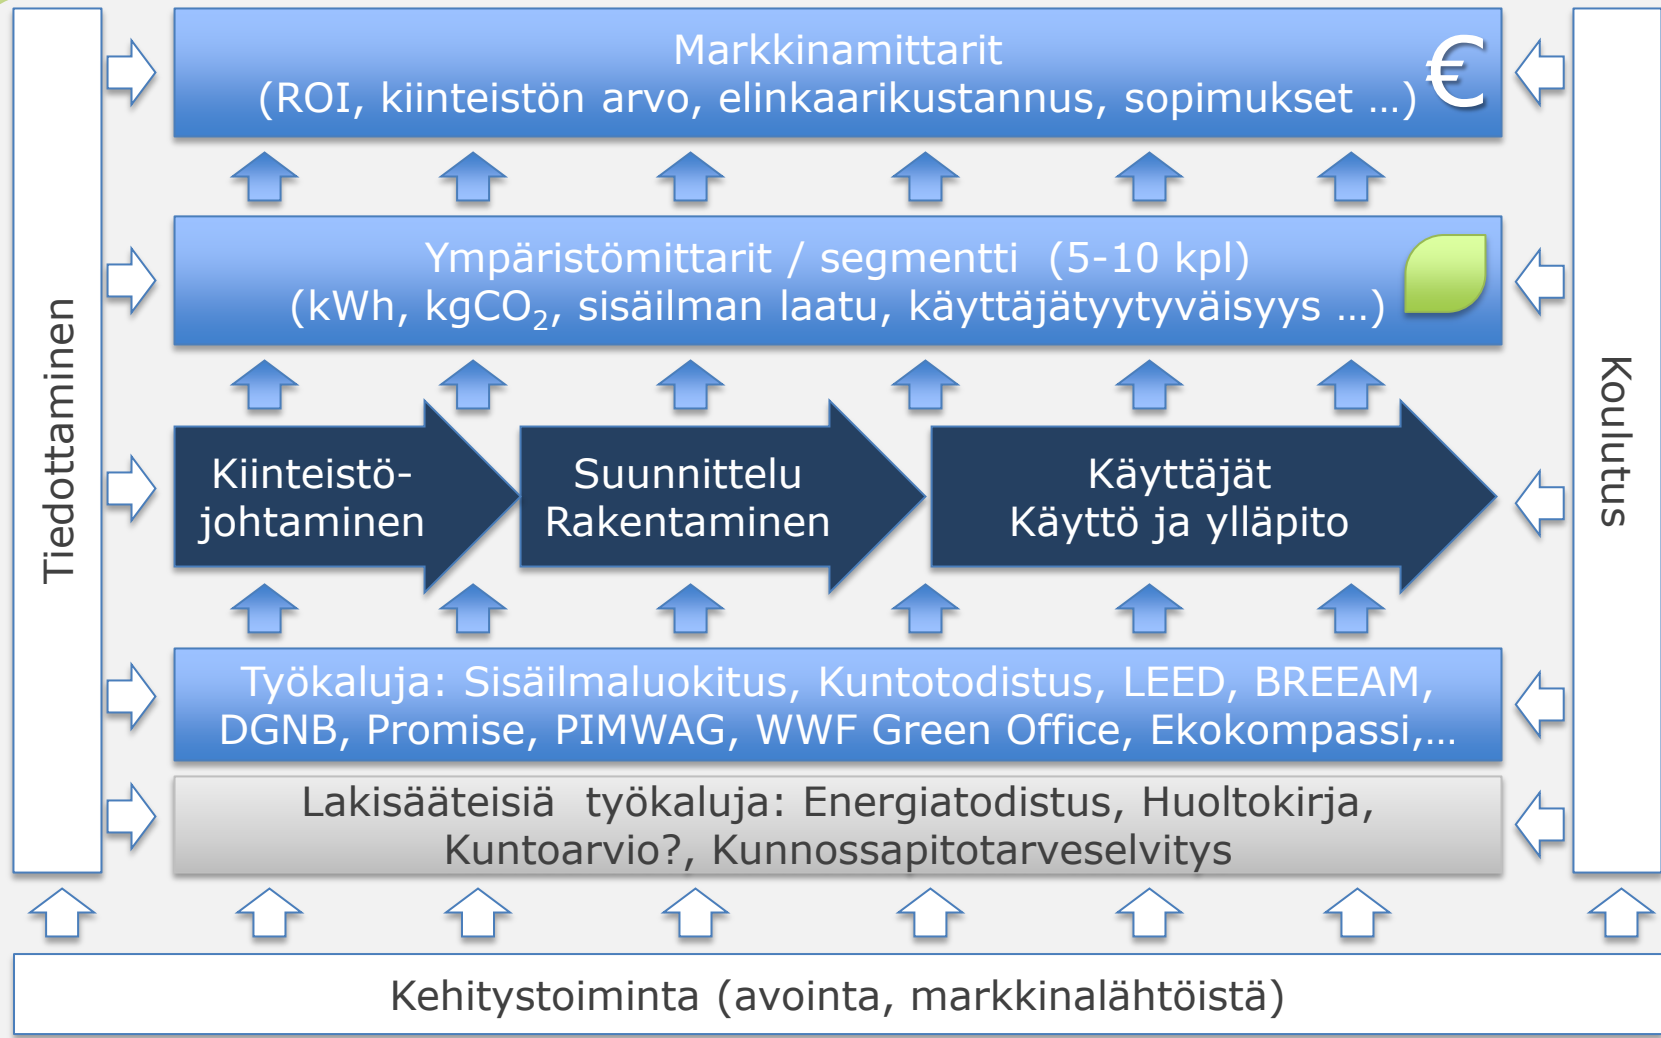 Markkinamittarit
(ROI, kiinteistön arvo, elinkaarikustannus, sopimukset …) €
Ympäristömittarit / segmentti (5-10 kpl)
(kWh, kgCO₂, sisäilman laatu, käyttäjätyytyväisyys …)
Tiedottaminen
Kiinteistö-
johtaminen
Suunnittelu
Rakentaminen
Käyttäjät
Käyttö ja ylläpito
Koulutus
Työkaluja: Sisäilmaluokitus, Kuntotodistus, LEED, BREEAM,
DGNB, Promise, PIMWAG, WWF Green Office, Ekokompassi,…
Lakisääteisiä työkaluja: Energiatodistus, Huoltokirja,
Kuntoarvio?, Kunnossapitotarveselvitys
Kehitystoiminta (avointa, markkinalähtöistä)